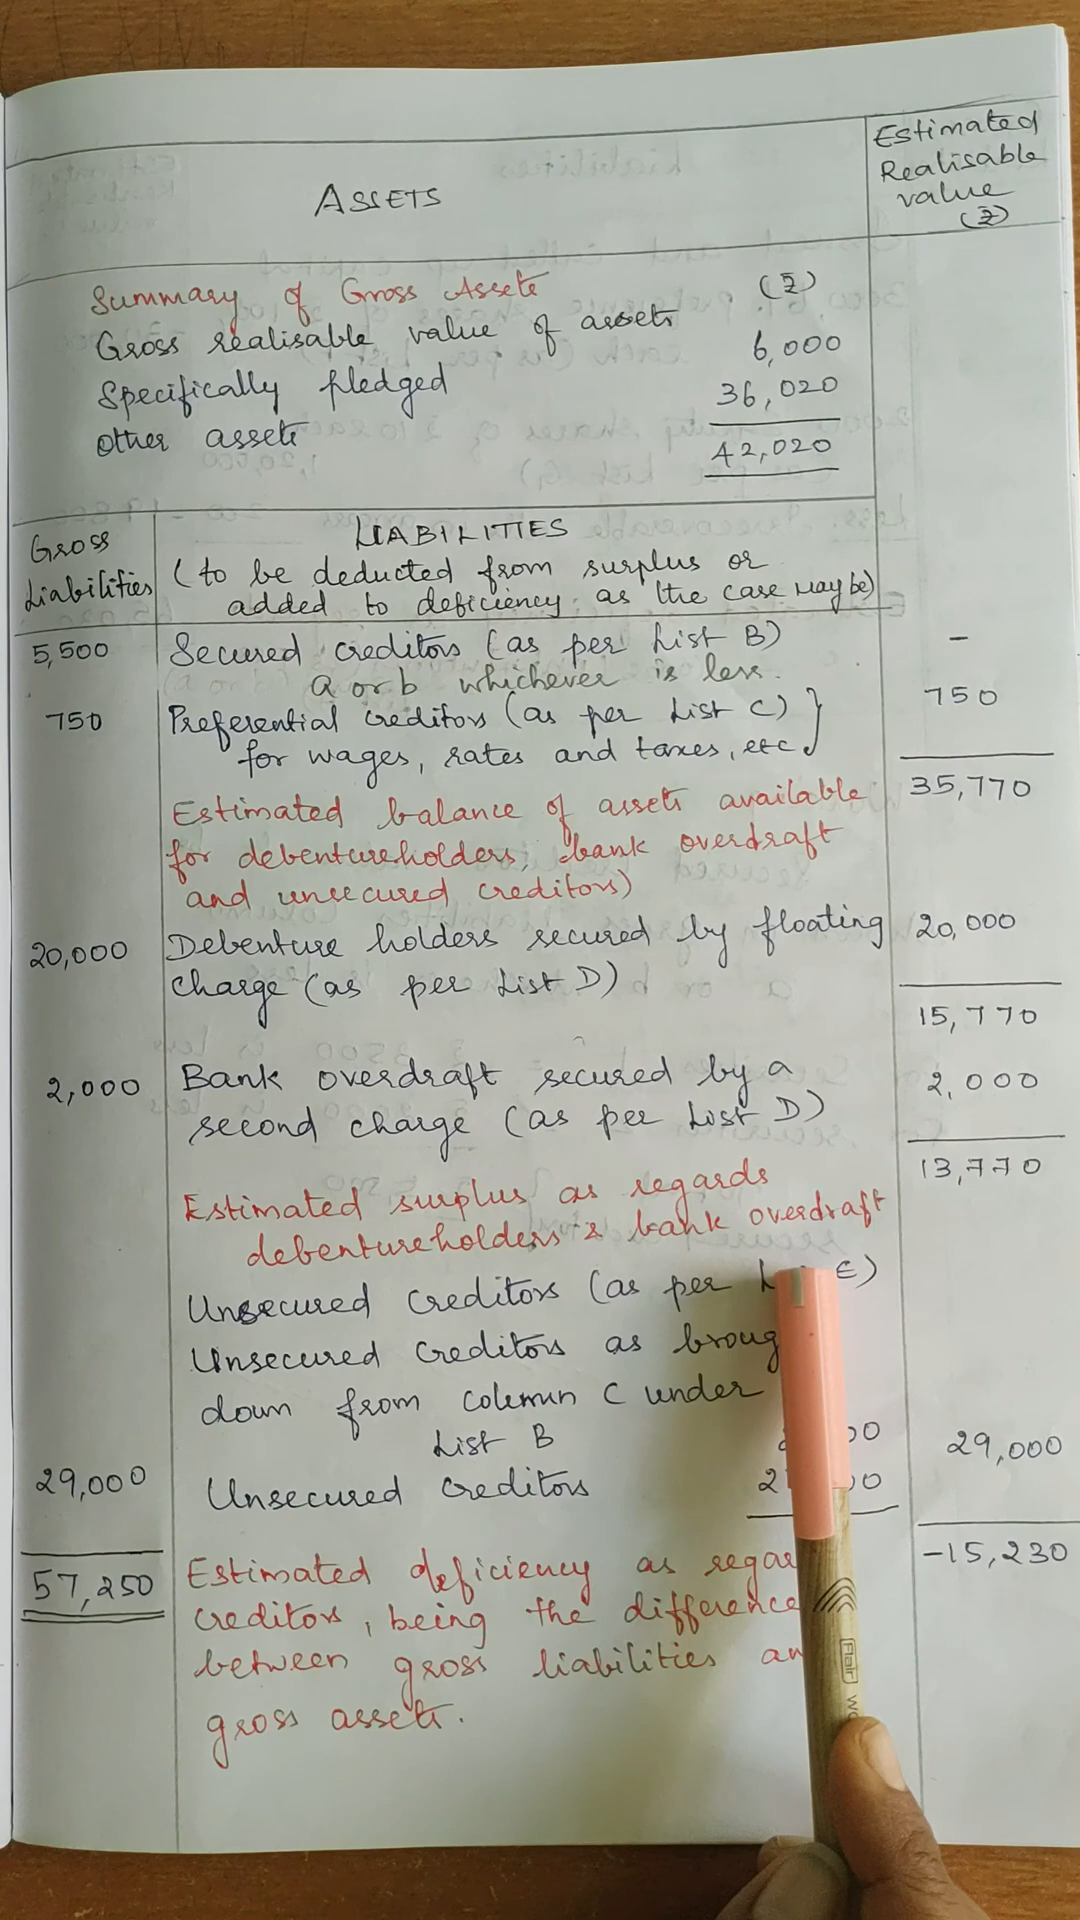 ASSETS
Estimated
Realisable
value
(₹)
Summary of Gross Assets (₹)
Gross realisable value of assets
Specifically pledged 6,000
other assets 36,020
42,020
Gross
Liabilities
LIABILITIES
(to be deducted from surplus or
added to deficiency as the case may be)
5,500 Secured creditors (as per List B) -
a or b whichever is less.
750 Preferential creditors (as per List C) 750
for wages, rates and taxes, etc
Estimated balance of assets available 35,770
for debentureholders, bank overdraft
and unsecured creditors)
20,000 Debenture holders secured by floating 20,000
charge (as per List D)
15,770
2,000 Bank overdraft secured by a 2,000
second charge (as per List D)
13,770
Estimated surplus as regards
debentureholders & bank overdraft
Unsecured creditors (as per E)
Unsecured creditors as
down from column C under
List B 29,000
29,000 Unsecured creditors
57,250 Estimated deficiency as -15,230
creditors, being the difference
between gross liabilities
gross assets.
Flair